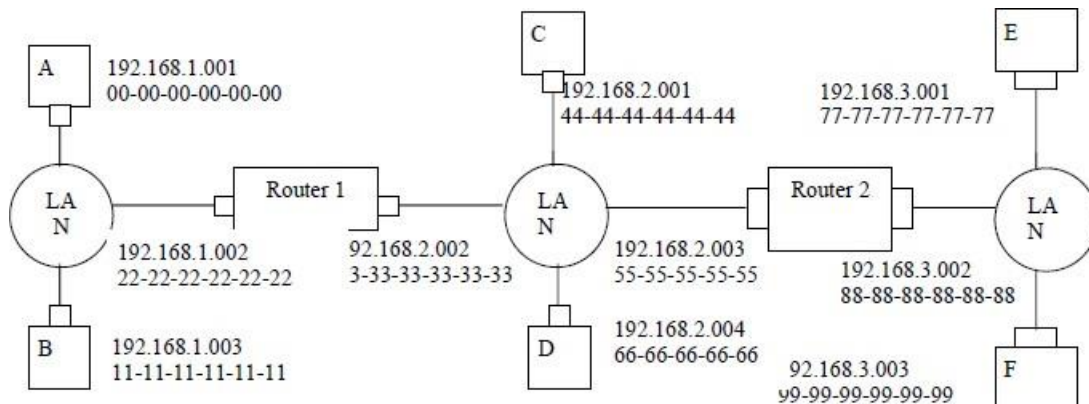 A
192.168.1.001
00-00-00-00-00-00
C
192.168.2.001
44-44-44-44-44-44
E
192.168.3.001
77-77-77-77-77-77
LA
N
Router 1
LA
N
Router 2
LA
N
192.168.1.002
22-22-22-22-22-22
92.168.2.002
3-33-33-33-33-33
192.168.2.003
55-55-55-55-55
192.168.3.002
88-88-88-88-88-88
B
192.168.1.003
11-11-11-11-11-11
D
192.168.2.004
66-66-66-66-66
92.168.3.003
99-99-99-99-99-99
F